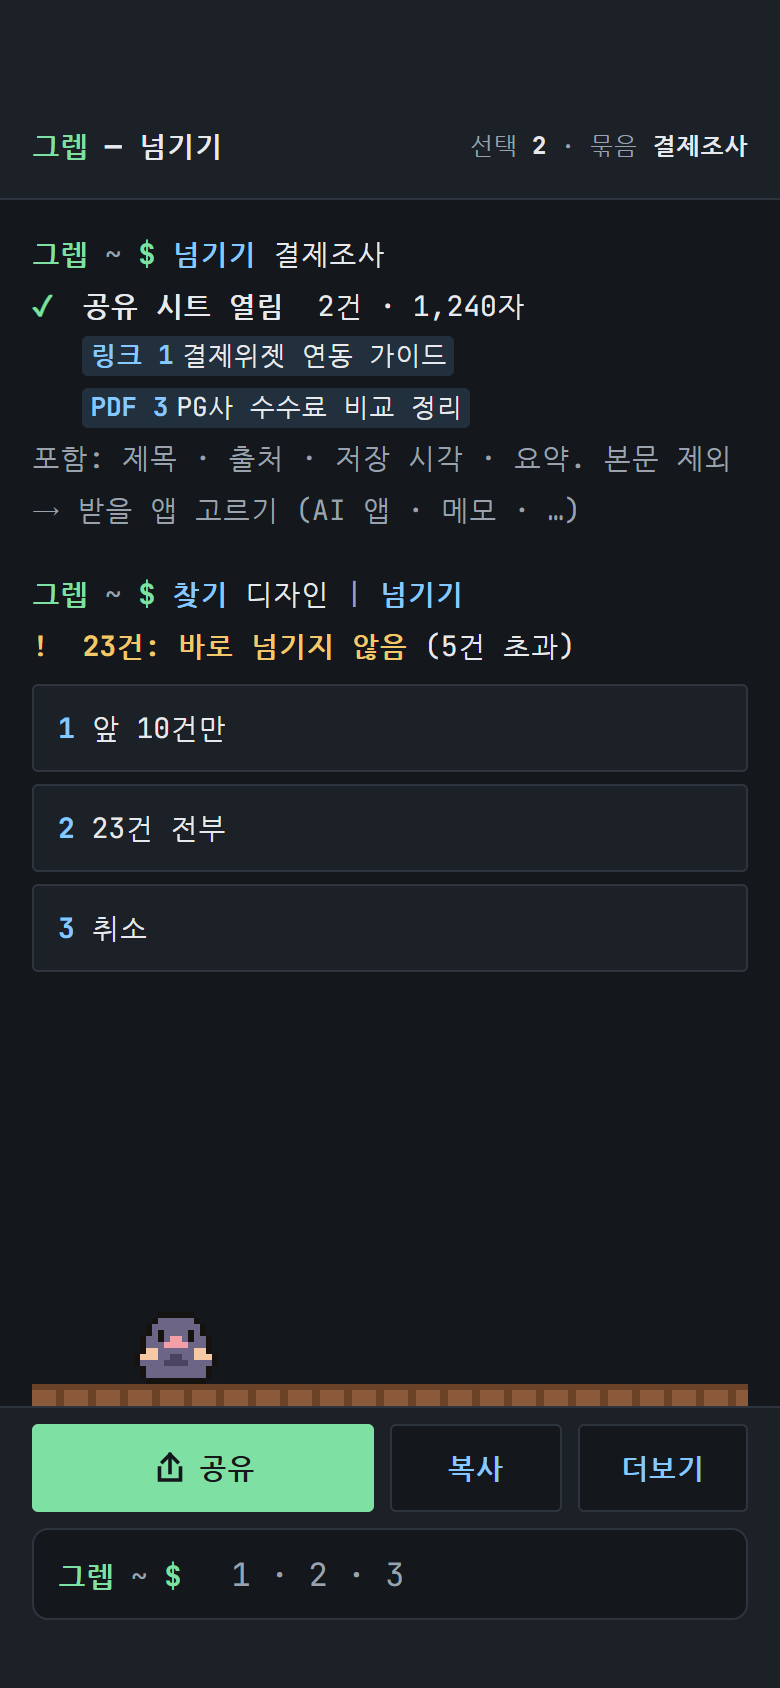 그렙 – 넘기기
선택 2 · 묶음 결제조사
그렙 ~ $ 넘기기 결제조사
✓ 공유 시트 열림 2건 · 1,240자
링크 1 결제위젯 연동 가이드
PDF 3 PG사 수수료 비교 정리
포함: 제목 · 출처 · 저장 시각 · 요약. 본문 제외
→ 받을 앱 고르기 (AI 앱 · 메모 · …)
그렙 ~ $ 찾기 디자인 | 넘기기
! 23건: 바로 넘기지 않음 (5건 초과)
1 앞 10건만
2 23건 전부
3 취소
공유
복사
더보기
그렙 ~ $ 1 · 2 · 3